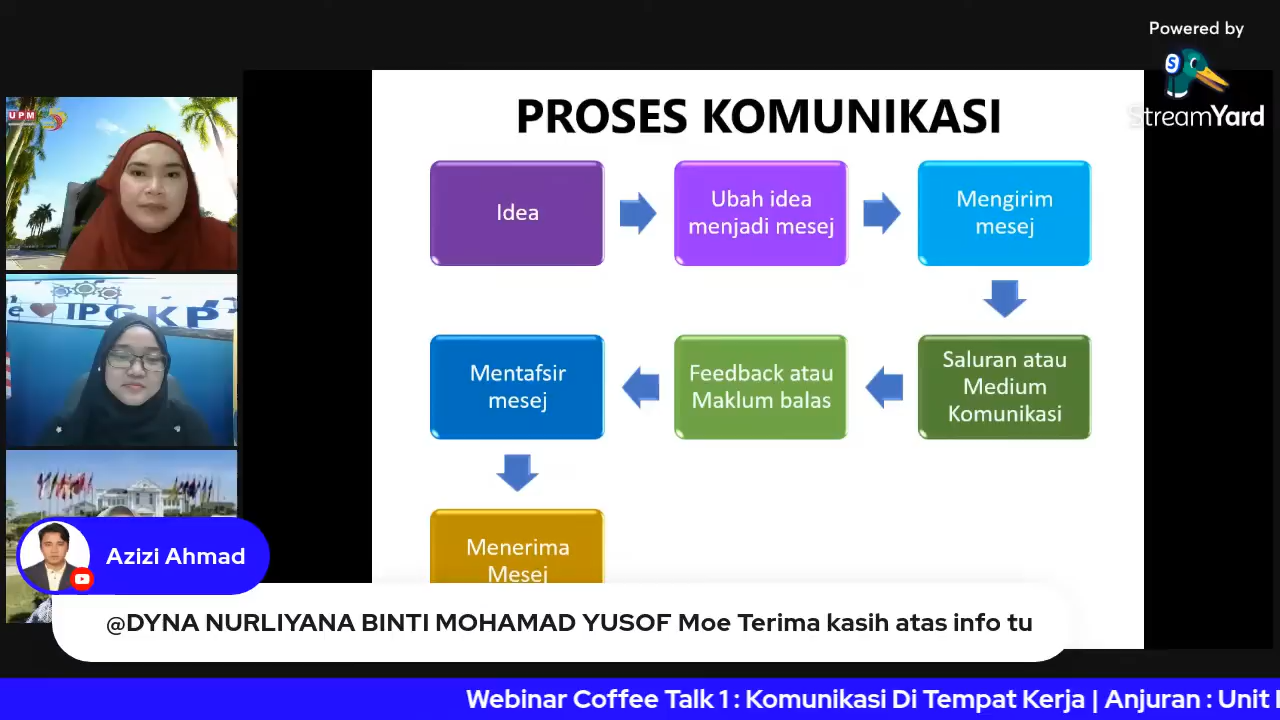 Powered by
StreamYard
UPM
PROSES KOMUNIKASI
Idea
Ubah idea
menjadi mesej
Mengirim
mesej
Saluran atau
Medium
Komunikasi
Feedback atau
Maklum balas
Mentafsir
mesej
Menerima
Mesej
IPGKP
Azizi Ahmad
@DYNA NURLIYANA BINTI MOHAMAD YUSOF Moe Terima kasih atas info tu
Webinar Coffee Talk 1 : Komunikasi Di Tempat Kerja | Anjuran : Unit